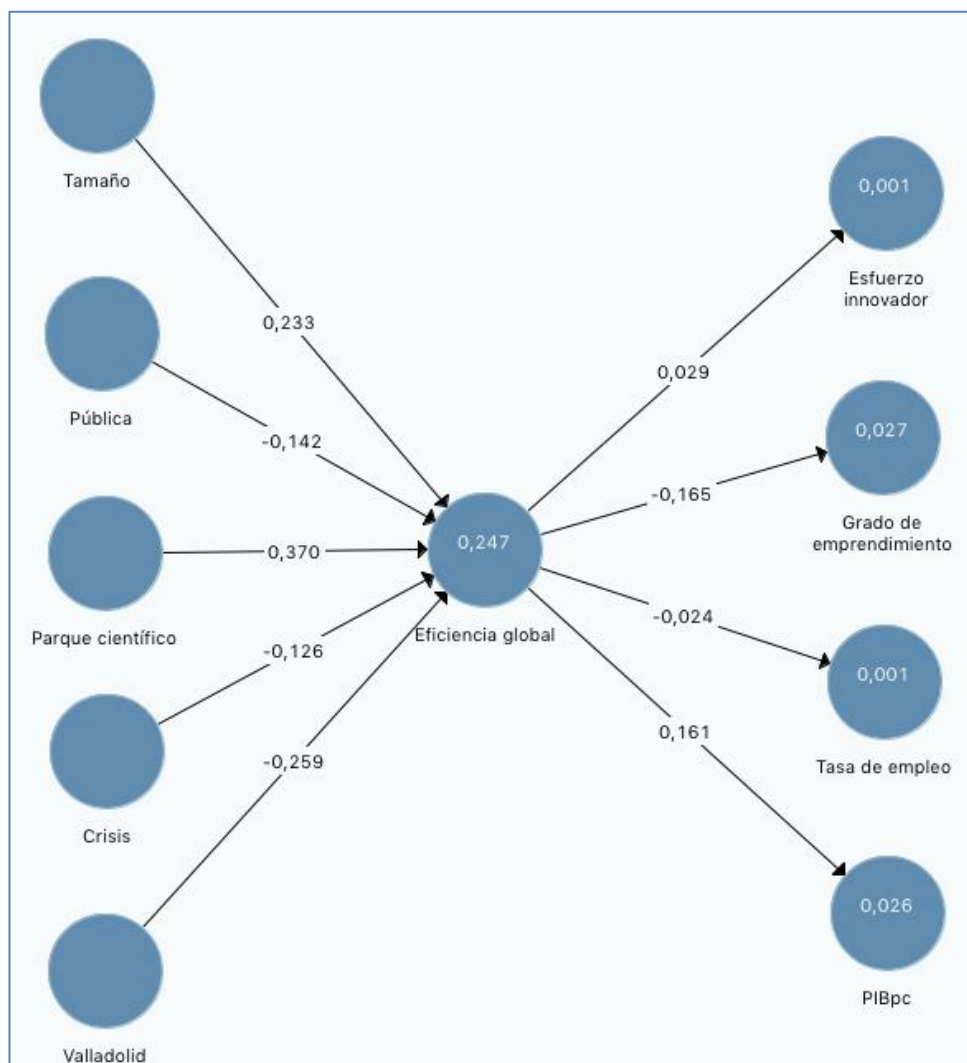 Tamaño
0,233
Pública
-0,142
Parque científico
0,370
Crisis
-0,126
Valladolid
-0,259
0,247
Eficiencia global
0,029
-0,165
-0,024
0,161
0,001
Esfuerzo
innovador
0,027
Grado de
emprendimiento
0,001
Tasa de empleo
0,026
PIBpc